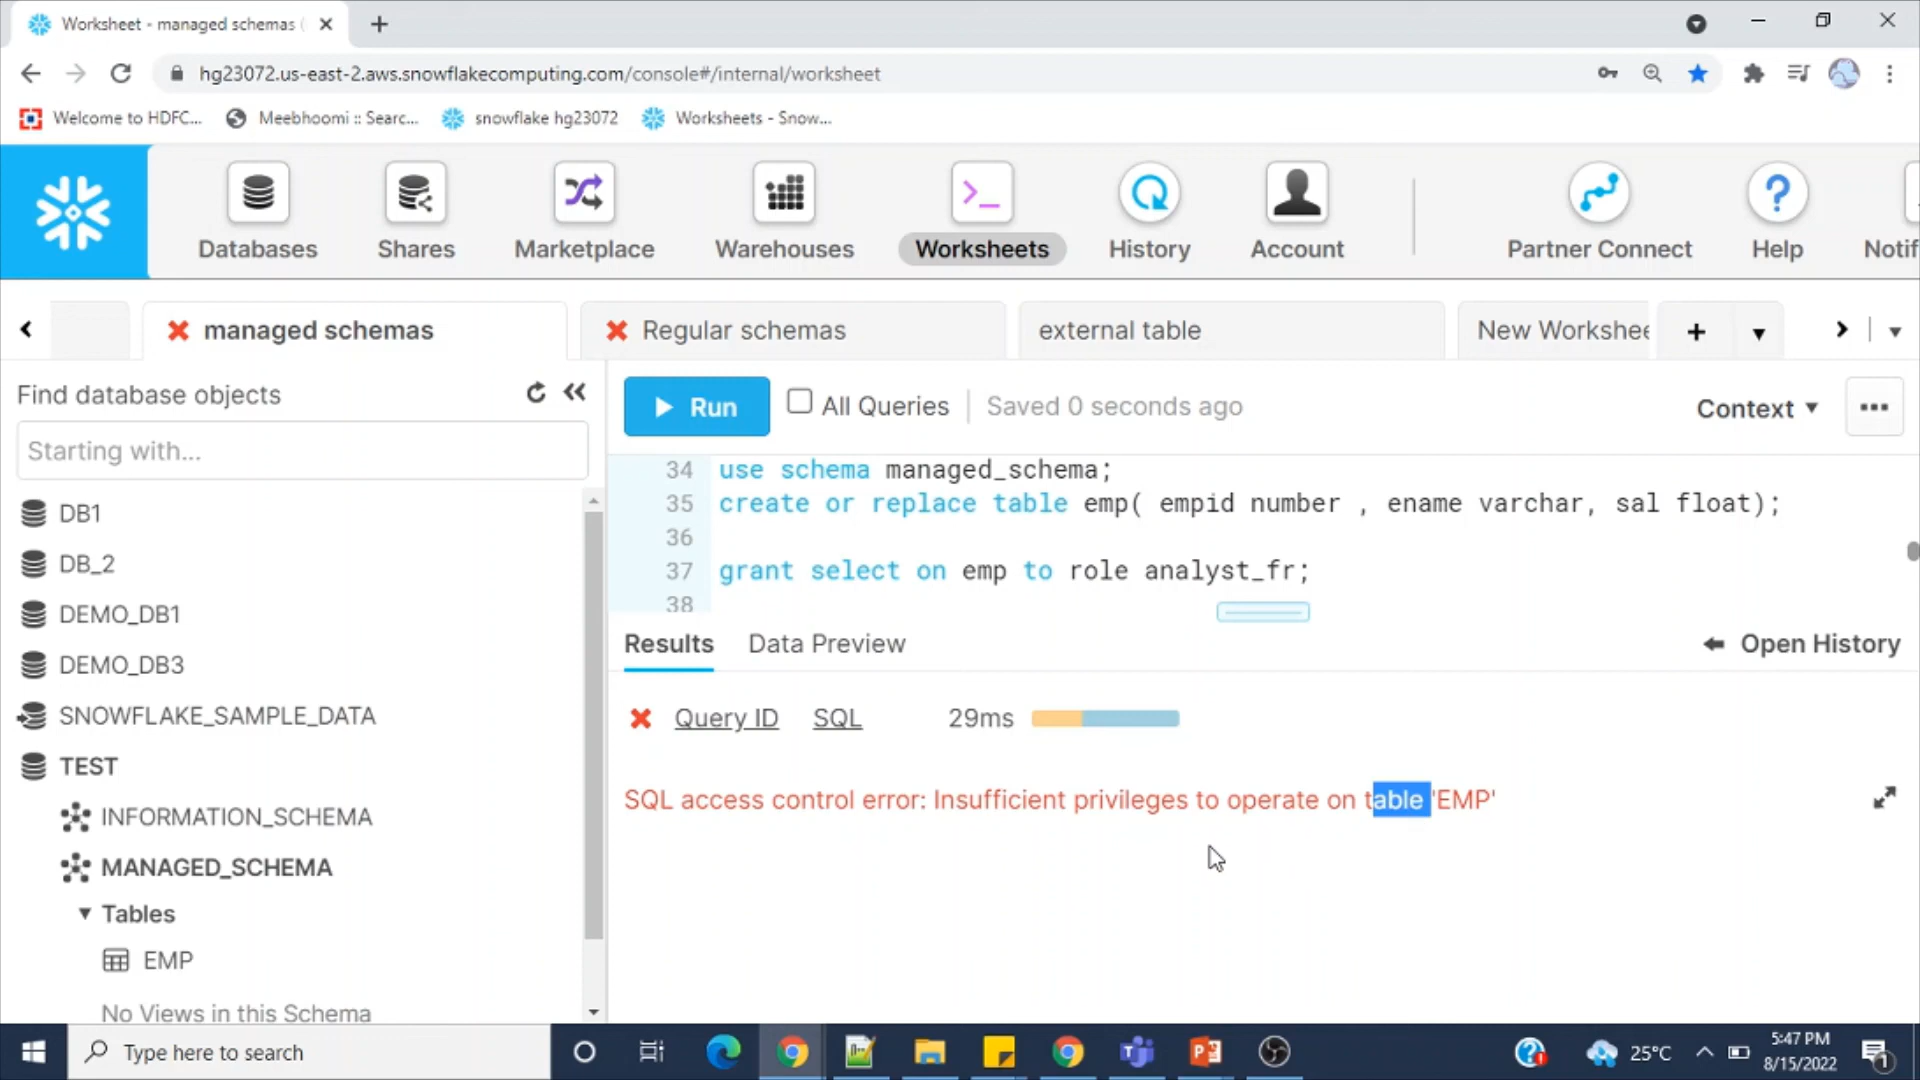 Worksheet - managed schemas (
hg23072.us-east-2.aws.snowflakecomputing.com/console#/internal/worksheet
Welcome to HDFC... Meebhoomi :: Searc... snowflake hg23072 Worksheets - Snow...
Databases Shares Marketplace Warehouses Worksheets History Account Partner Connect Help Notif
managed schemas Regular schemas external table New Workshee
Find database objects
Run All Queries Saved 0 seconds ago Context
Starting with...
34 use schema managed_schema;
35 create or replace table emp( empid number , ename varchar, sal float);
36
37 grant select on emp to role analyst_fr;
38
DB1
DB_2
DEMO_DB1
DEMO_DB3
SNOWFLAKE_SAMPLE_DATA
TEST
INFORMATION_SCHEMA
MANAGED_SCHEMA
Tables
EMP
No Views in this Schema
Results Data Preview Open History
Query ID SQL 29ms
SQL access control error: Insufficient privileges to operate on table 'EMP'
Type here to search
25°C
5:47 PM
8/15/2022
1